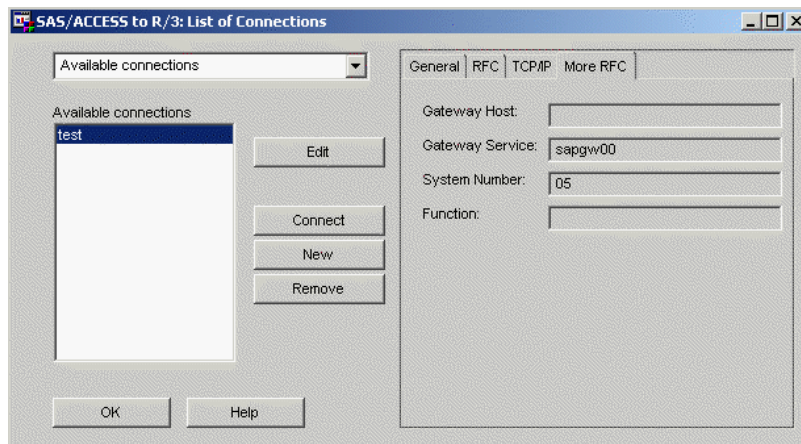 SAS/ACCESS to R/3: List of Connections
Available connections
Available connections
test
Edit
Connect
New
Remove
OK
Help
General
RFC
TCP/IP
More RFC
Gateway Host:
Gateway Service:
sapgw00
System Number:
05
Function: